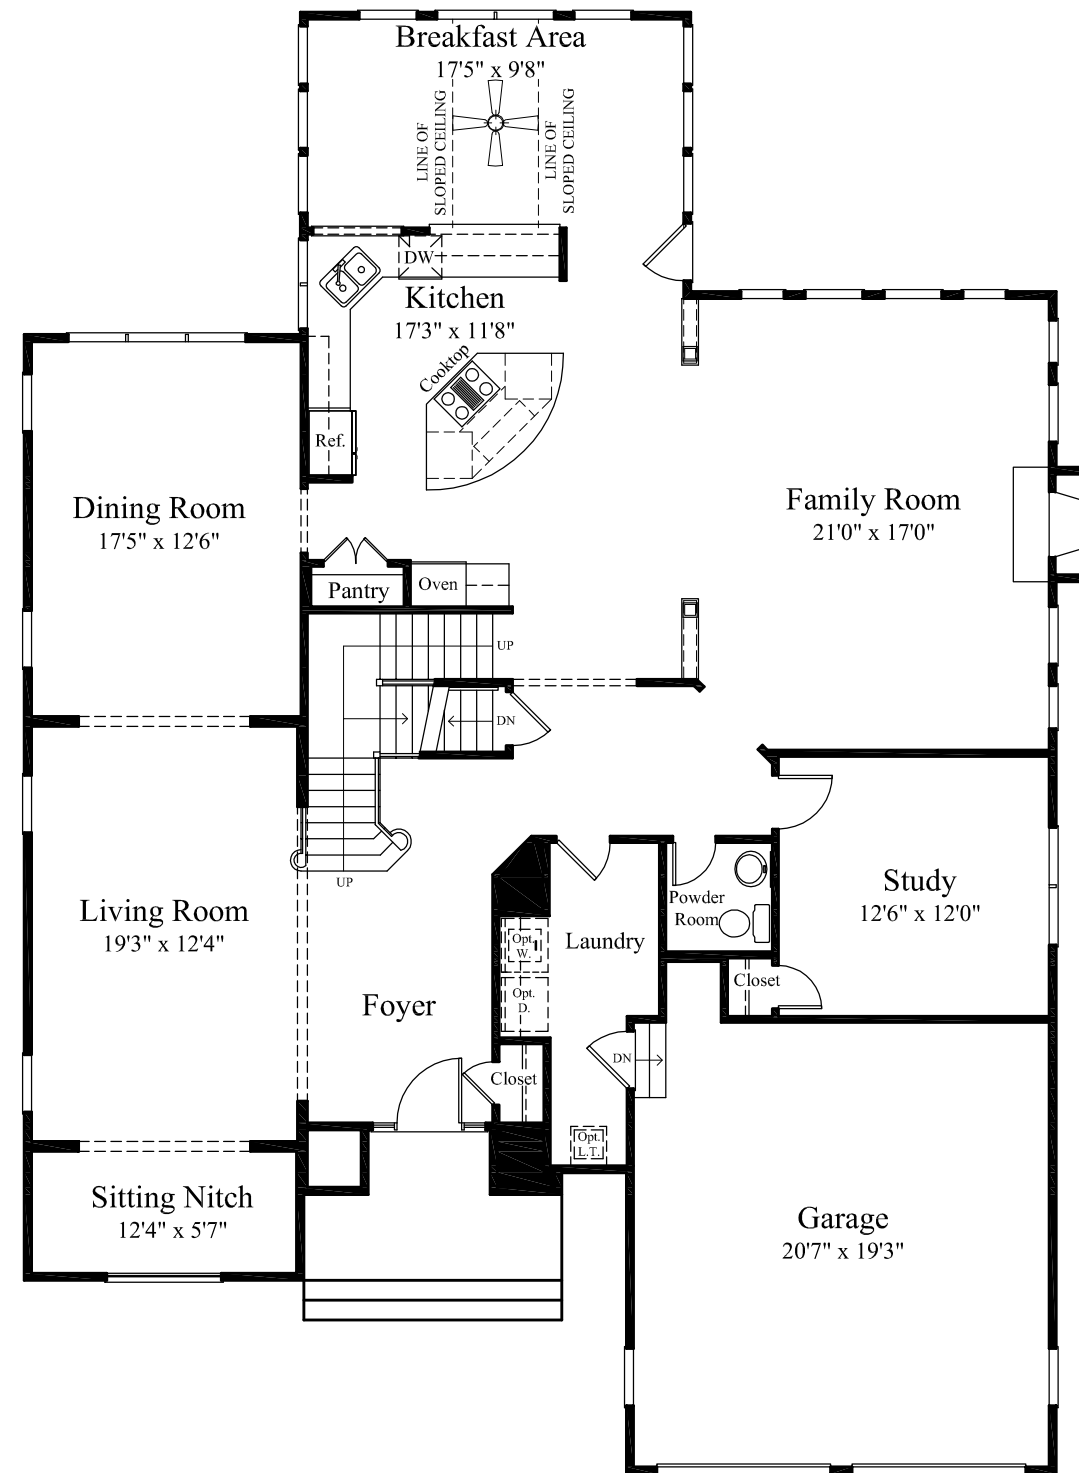 Breakfast Area
17'5" x 9'8"
LINE OF
SLOPED CEILING
LINE OF
SLOPED CEILING
DW
Kitchen
17'3" x 11'8"
Cooktop
Ref.
Dining Room
17'5" x 12'6"
Family Room
21'0" x 17'0"
Pantry
Oven
UP
DN
UP
Living Room
19'3" x 12'4"
Study
12'6" x 12'0"
Powder
Room
Opt.
W.
Laundry
Closet
Opt.
D.
Foyer
DN
Closet
Opt.
L.T.
Sitting Nitch
12'4" x 5'7"
Garage
20'7" x 19'3"